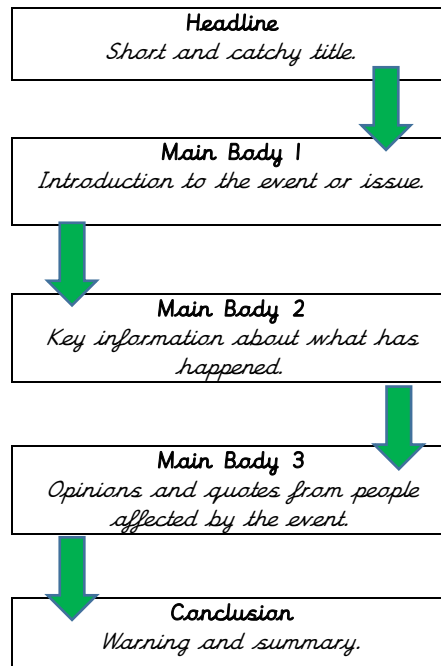 Headline
Short and catchy title.
Main Body 1
Introduction to the event or issue.
Main Body 2
Key information about what has
happened.
Main Body 3
Opinions and quotes from people
affected by the event.
Conclusion
Warning and summary.